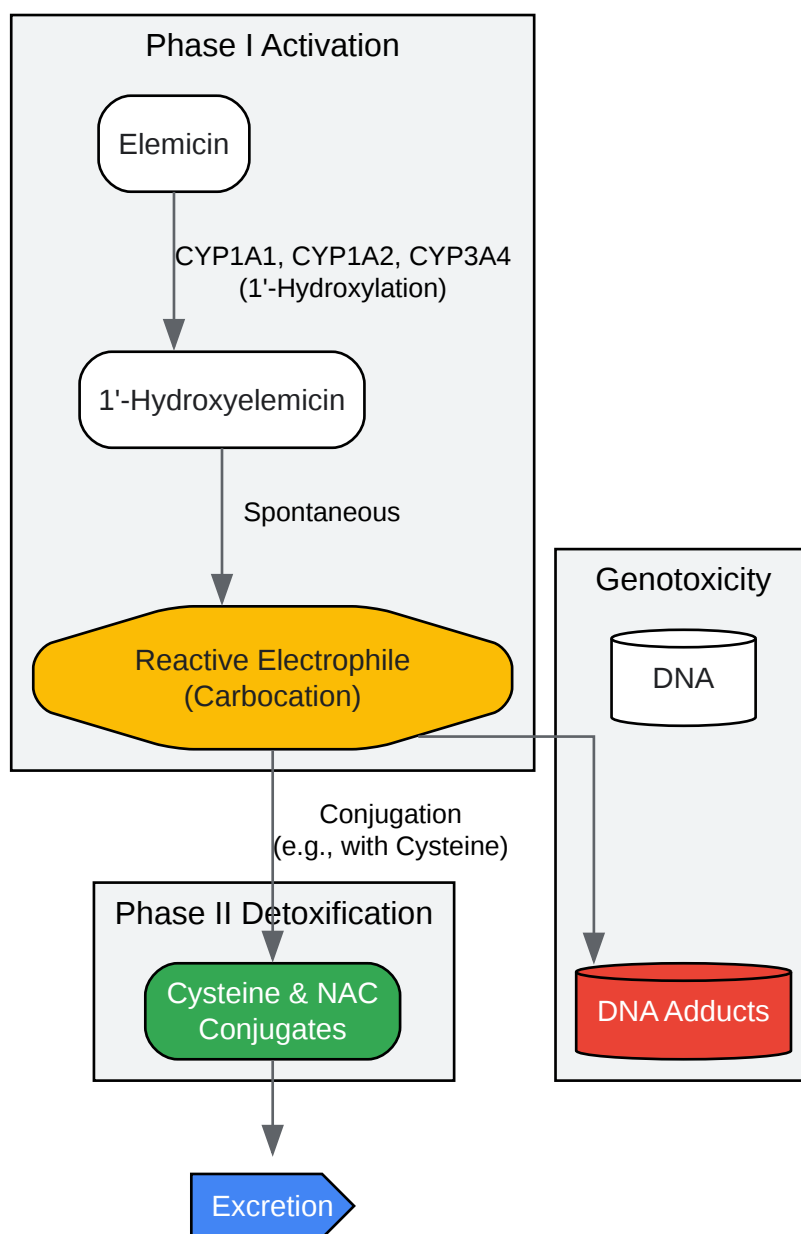 Phase I Activation
Elemicin
CYP1A1, CYP1A2, CYP3A4
(1'-Hydroxylation)
1'-Hydroxyelemicin
Spontaneous
Reactive Electrophile
(Carbocation)
Genotoxicity
DNA
Conjugation
(e.g., with Cysteine)
Phase II Detoxification
Cysteine & NAC
Conjugates
DNA Adducts
Excretion